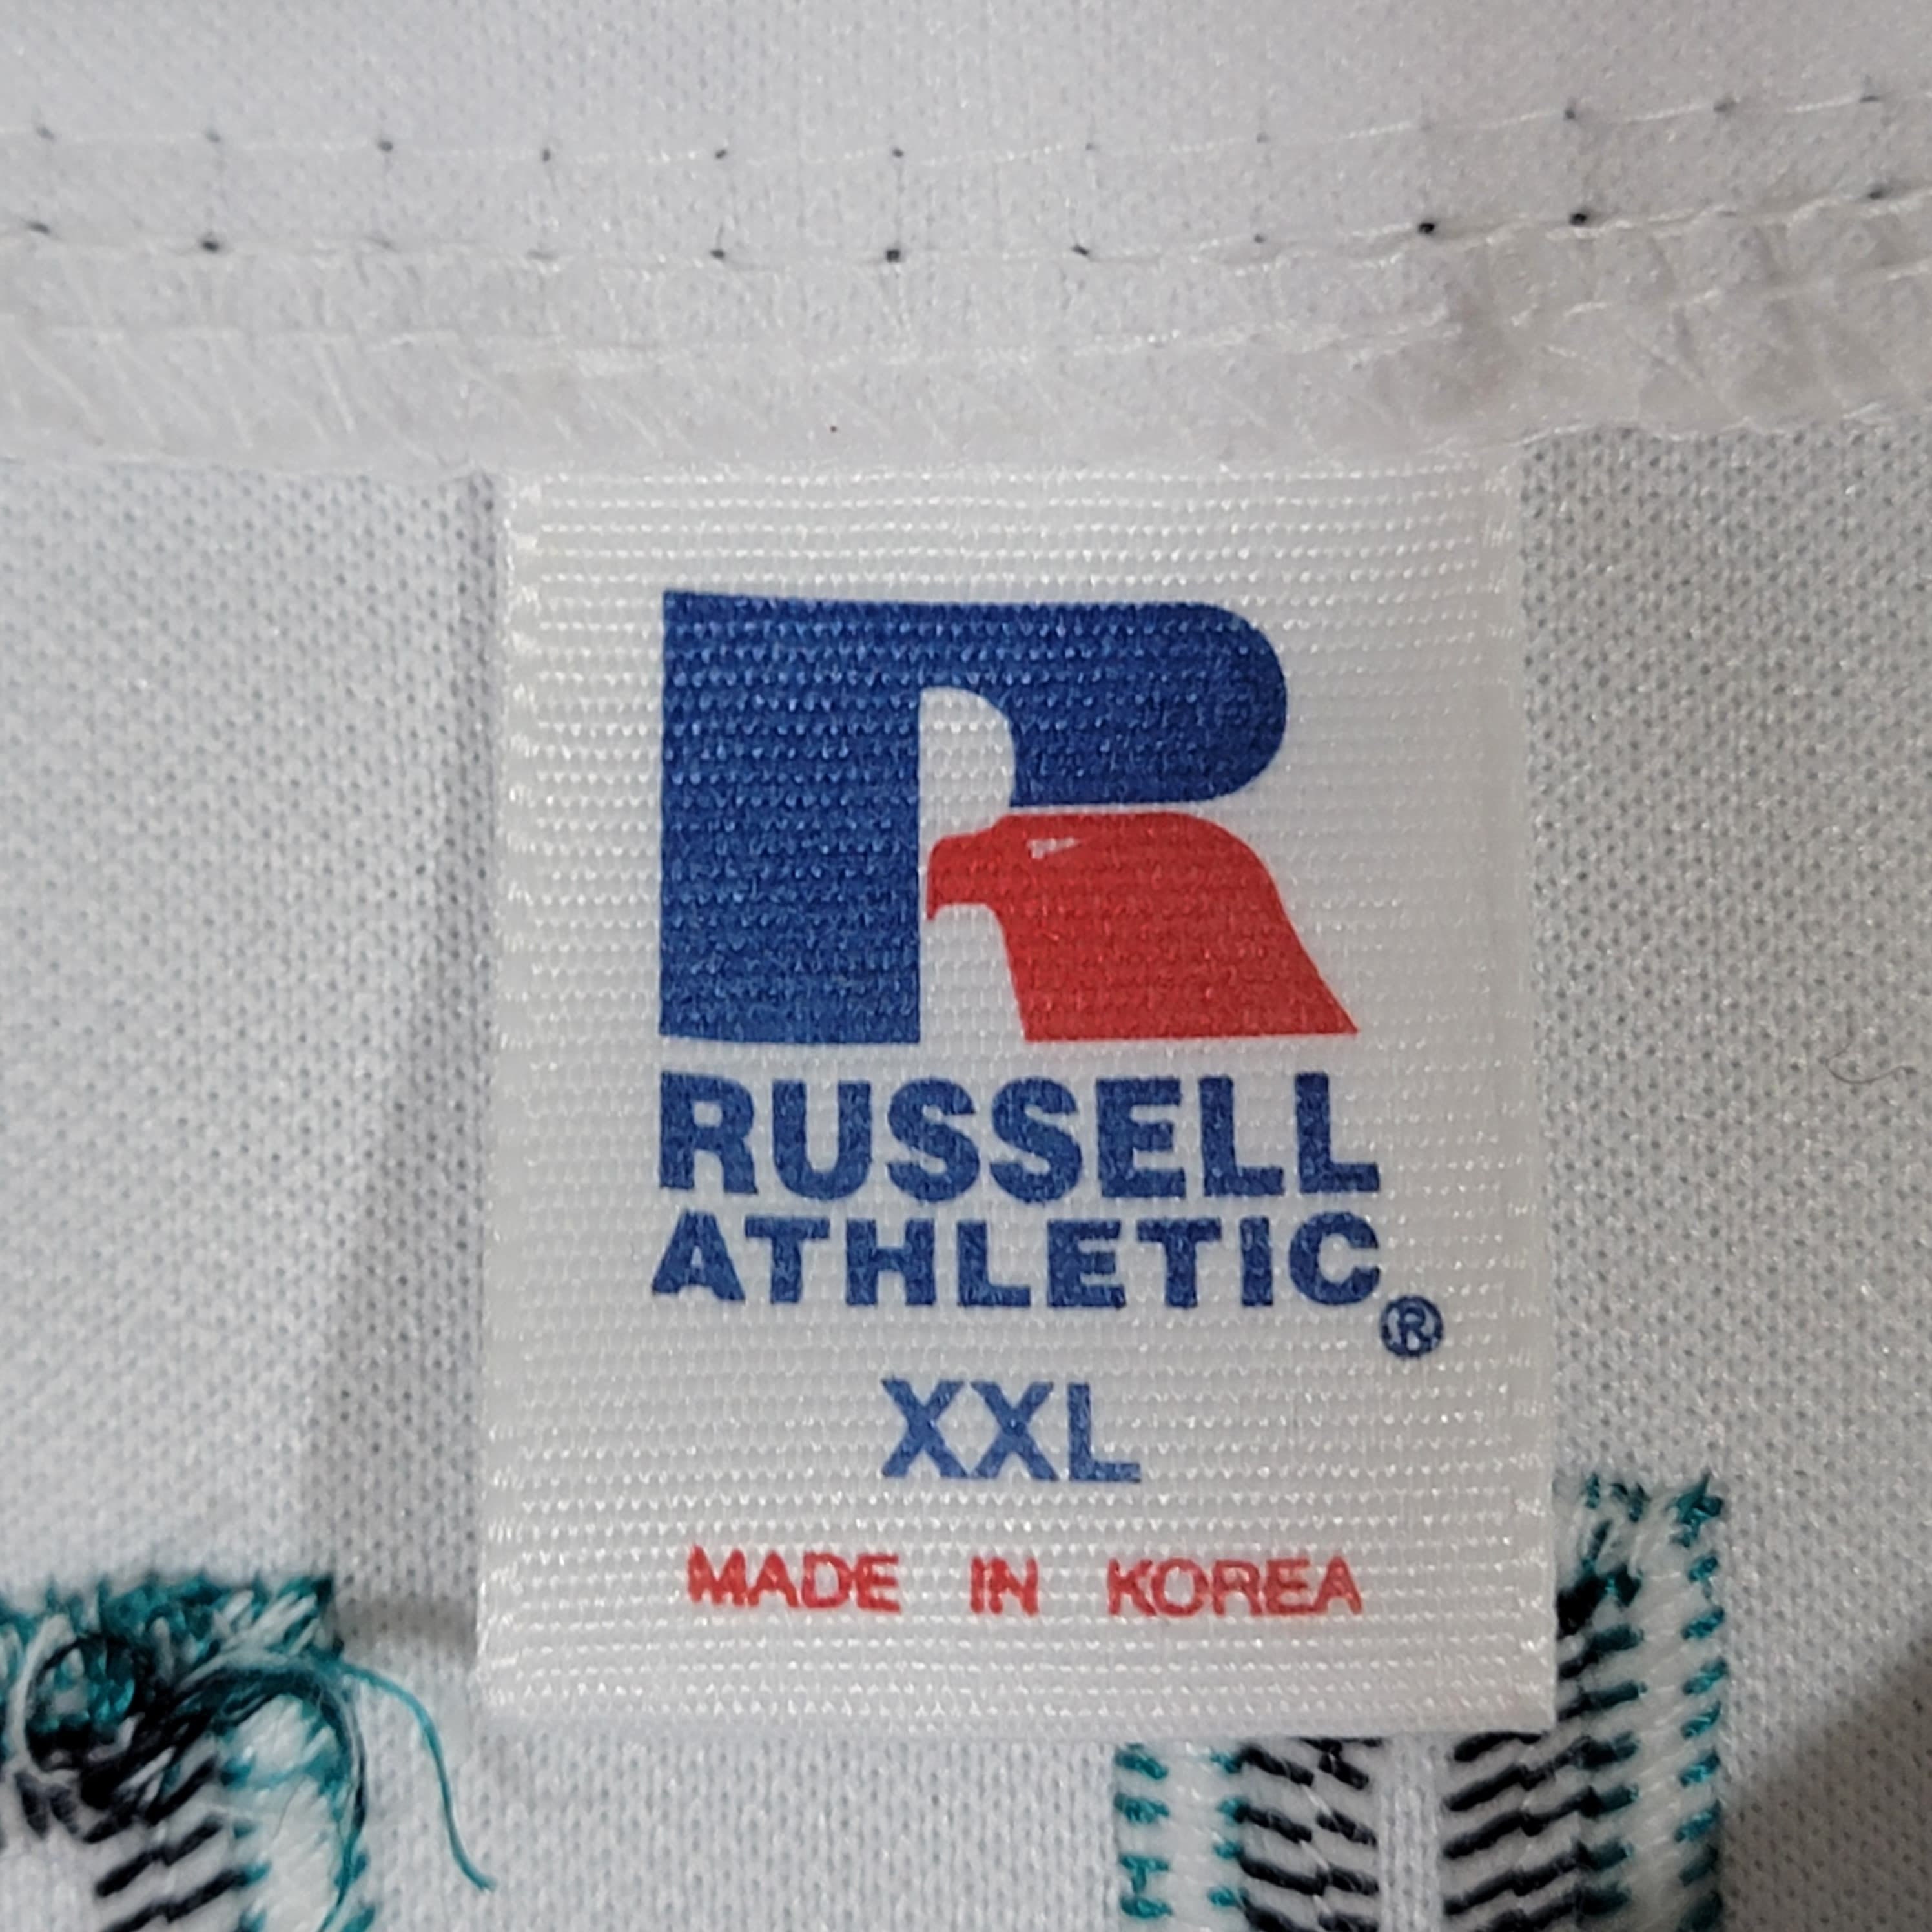 RUSSELL
ATHLETIC®
XXL
MADE IN KOREA